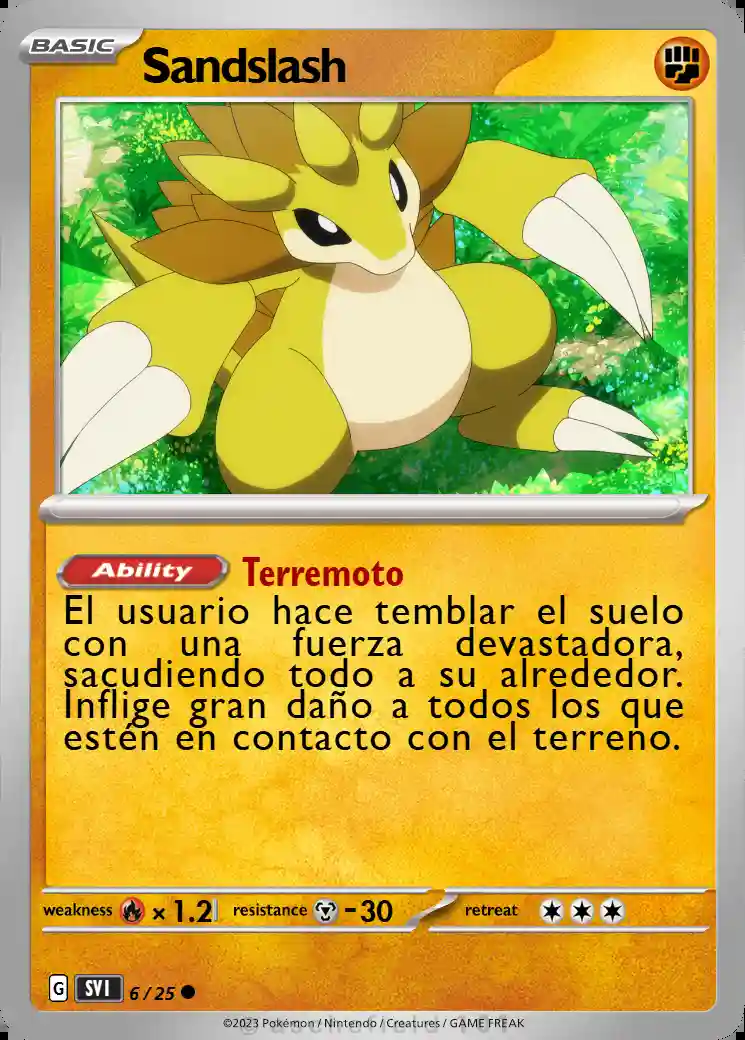 BASIC Sandslash
Ability Terremoto
El usuario hace temblar el suelo
con una fuerza devastadora,
sacudiendo todo a su alrededor.
Inflige gran daño a todos los que
estén en contacto con el terreno.
weakness × 1.2 resistance -30 retreat
G SVI 6 / 25
©2023 Pokémon / Nintendo / Creatures / GAME FREAK